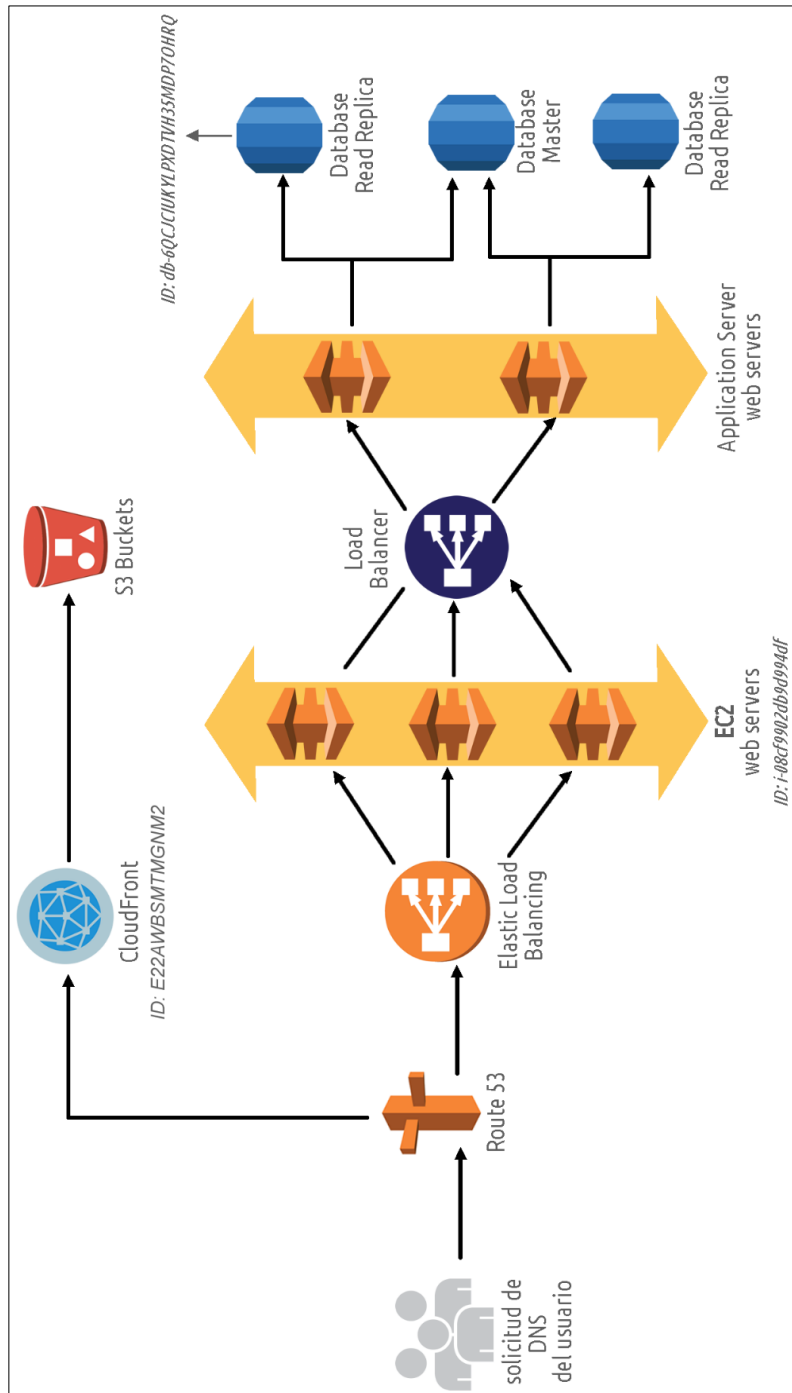 solicitud de
DNS
del usuario
Route 53
CloudFront
ID: E22AWBSMTMGNM2
S3 Buckets
Elastic Load
Balancing
EC2
web servers
ID: i-08cf9902db9d994df
Load
Balancer
Application Server
web servers
ID: db-6QCJCIUKYLPXDTVH3SMDP7OHRQ
Database
Read Replica
Database
Master
Database
Read Replica